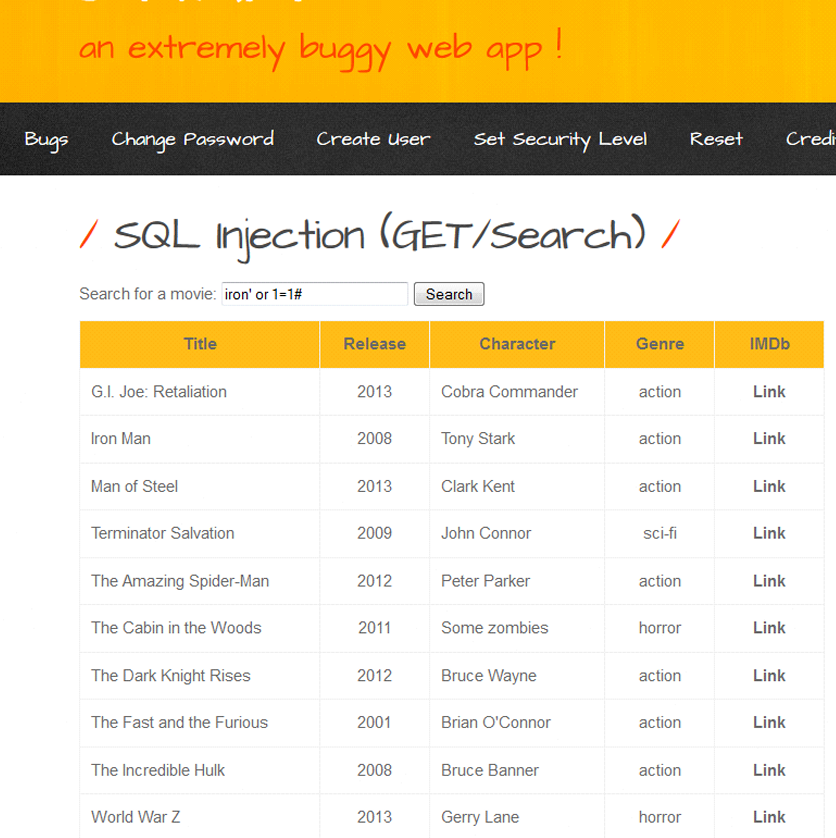 an extremely buggy web app !
Bugs Change Password Create User Set Security Level Reset Credi
/ SQL Injection (GET/Search) /
Search for a movie: iron' or 1=1# Search
Title Release Character Genre IMDb
G.I. Joe: Retaliation 2013 Cobra Commander action Link
Iron Man 2008 Tony Stark action Link
Man of Steel 2013 Clark Kent action Link
Terminator Salvation 2009 John Connor sci-fi Link
The Amazing Spider-Man 2012 Peter Parker action Link
The Cabin in the Woods 2011 Some zombies horror Link
The Dark Knight Rises 2012 Bruce Wayne action Link
The Fast and the Furious 2001 Brian O'Connor action Link
The Incredible Hulk 2008 Bruce Banner action Link
World War Z 2013 Gerry Lane horror Link